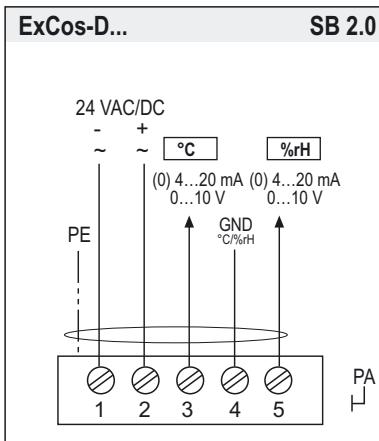 ExCos-D... SB 2.0
24 VAC/DC
- +
~ ~ °C %rH
(0) 4...20 mA (0) 4...20 mA
0...10 V 0...10 V
PE GND
°C/%rH
PA
1 2 3 4 5